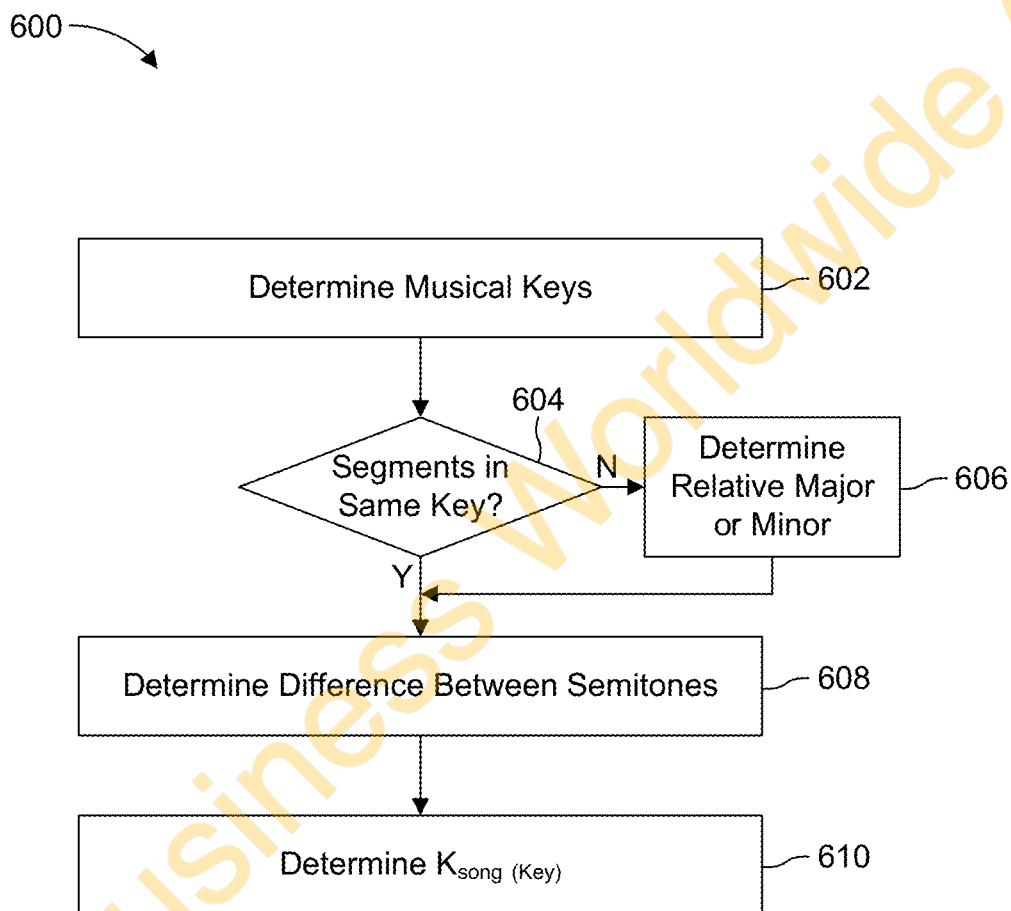 600
Determine Musical Keys
602
604
Segments in
Same Key?
N
Y
Determine
Relative Major
or Minor
606
Determine Difference Between Semitones
608
Determine Ksong (Key)
610
usiness Worldwide